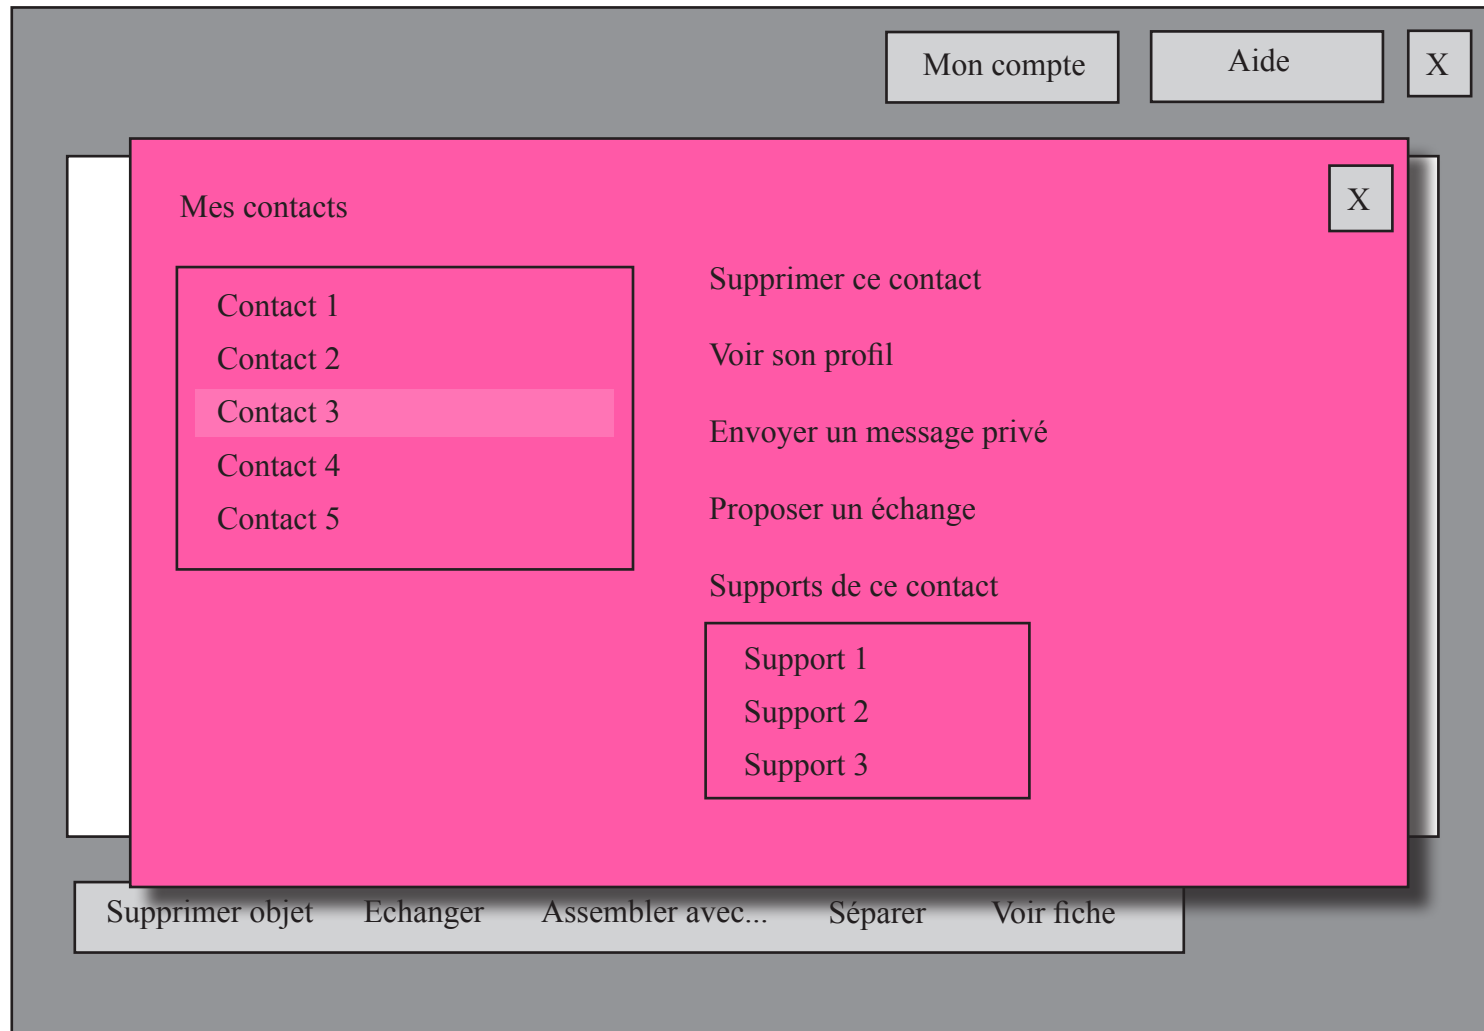 Mon compte
Aide
X
Mes contacts
X
Contact 1
Contact 2
Contact 3
Contact 4
Contact 5
Supprimer ce contact
Voir son profil
Envoyer un message privé
Proposer un échange
Supports de ce contact
Support 1
Support 2
Support 3
Supprimer objet
Echanger
Assembler avec...
Séparer
Voir fiche